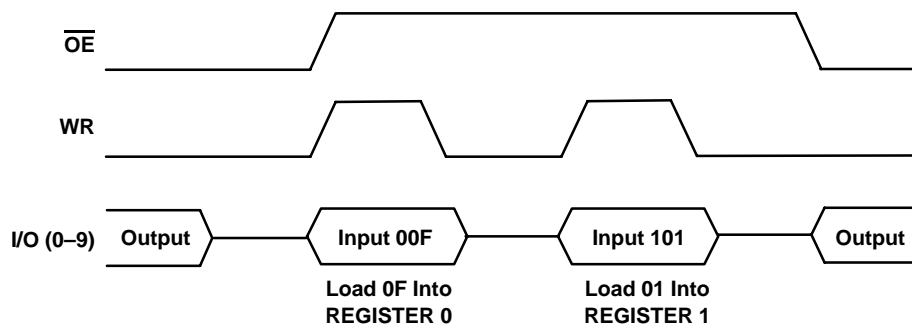 O̅E̅
WR
I/O (0–9)
Output
Input 00F
Input 101
Output
Load 0F Into
REGISTER 0
Load 01 Into
REGISTER 1